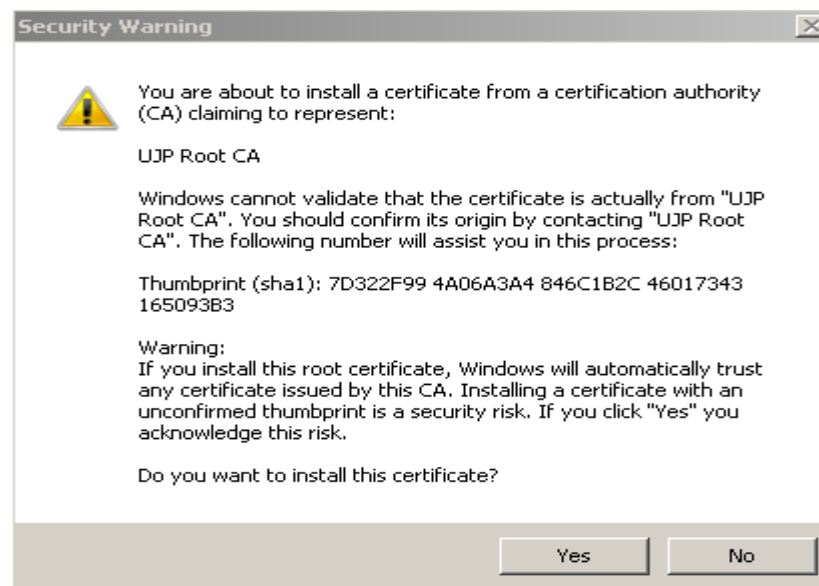 Security Warning
You are about to install a certificate from a certification authority
(CA) claiming to represent:
UJP Root CA
Windows cannot validate that the certificate is actually from "UJP
Root CA". You should confirm its origin by contacting "UJP Root
CA". The following number will assist you in this process:
Thumbprint (sha1): 7D322F99 4A06A3A4 846C1B2C 46017343
165093B3
Warning:
If you install this root certificate, Windows will automatically trust
any certificate issued by this CA. Installing a certificate with an
unconfirmed thumbprint is a security risk. If you click "Yes" you
acknowledge this risk.
Do you want to install this certificate?
Yes No